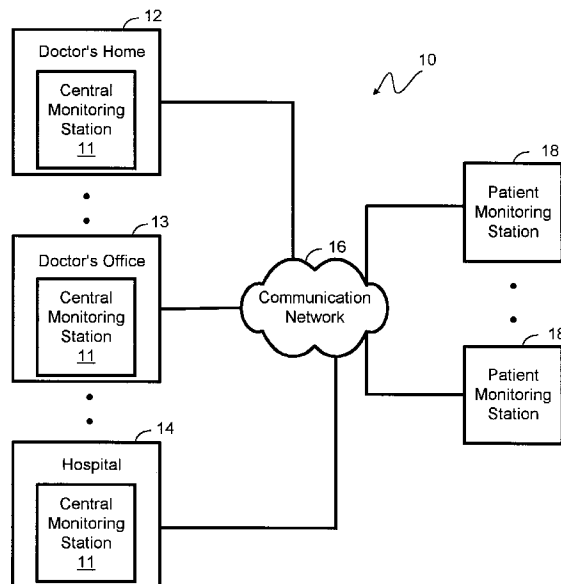 12
Doctor's Home
Central
Monitoring
Station
11
10
13
Doctor's Office
Central
Monitoring
Station
11
14
Hospital
Central
Monitoring
Station
11
16
Communication
Network
18
Patient
Monitoring
Station
18
Patient
Monitoring
Station